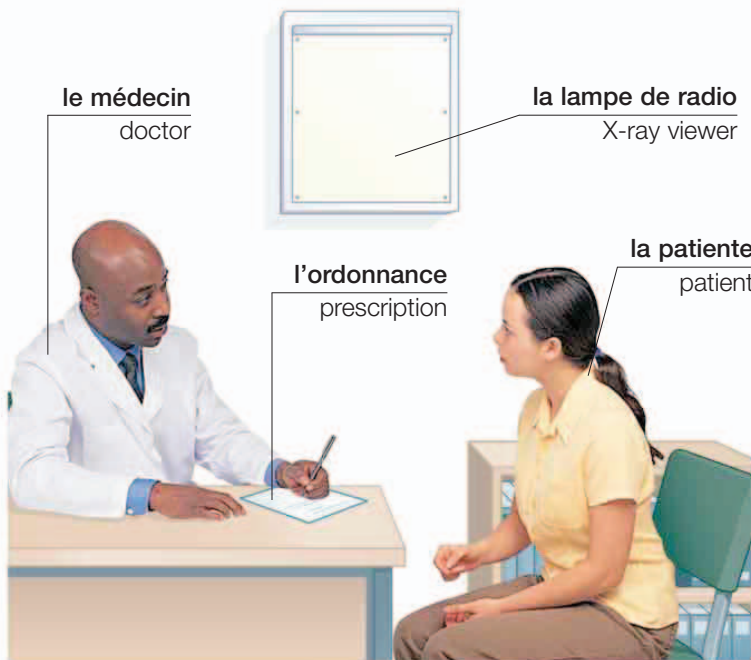 le médecin
doctor
la lampe de radio
X-ray viewer
l'ordonnance
prescription
la patiente
patient